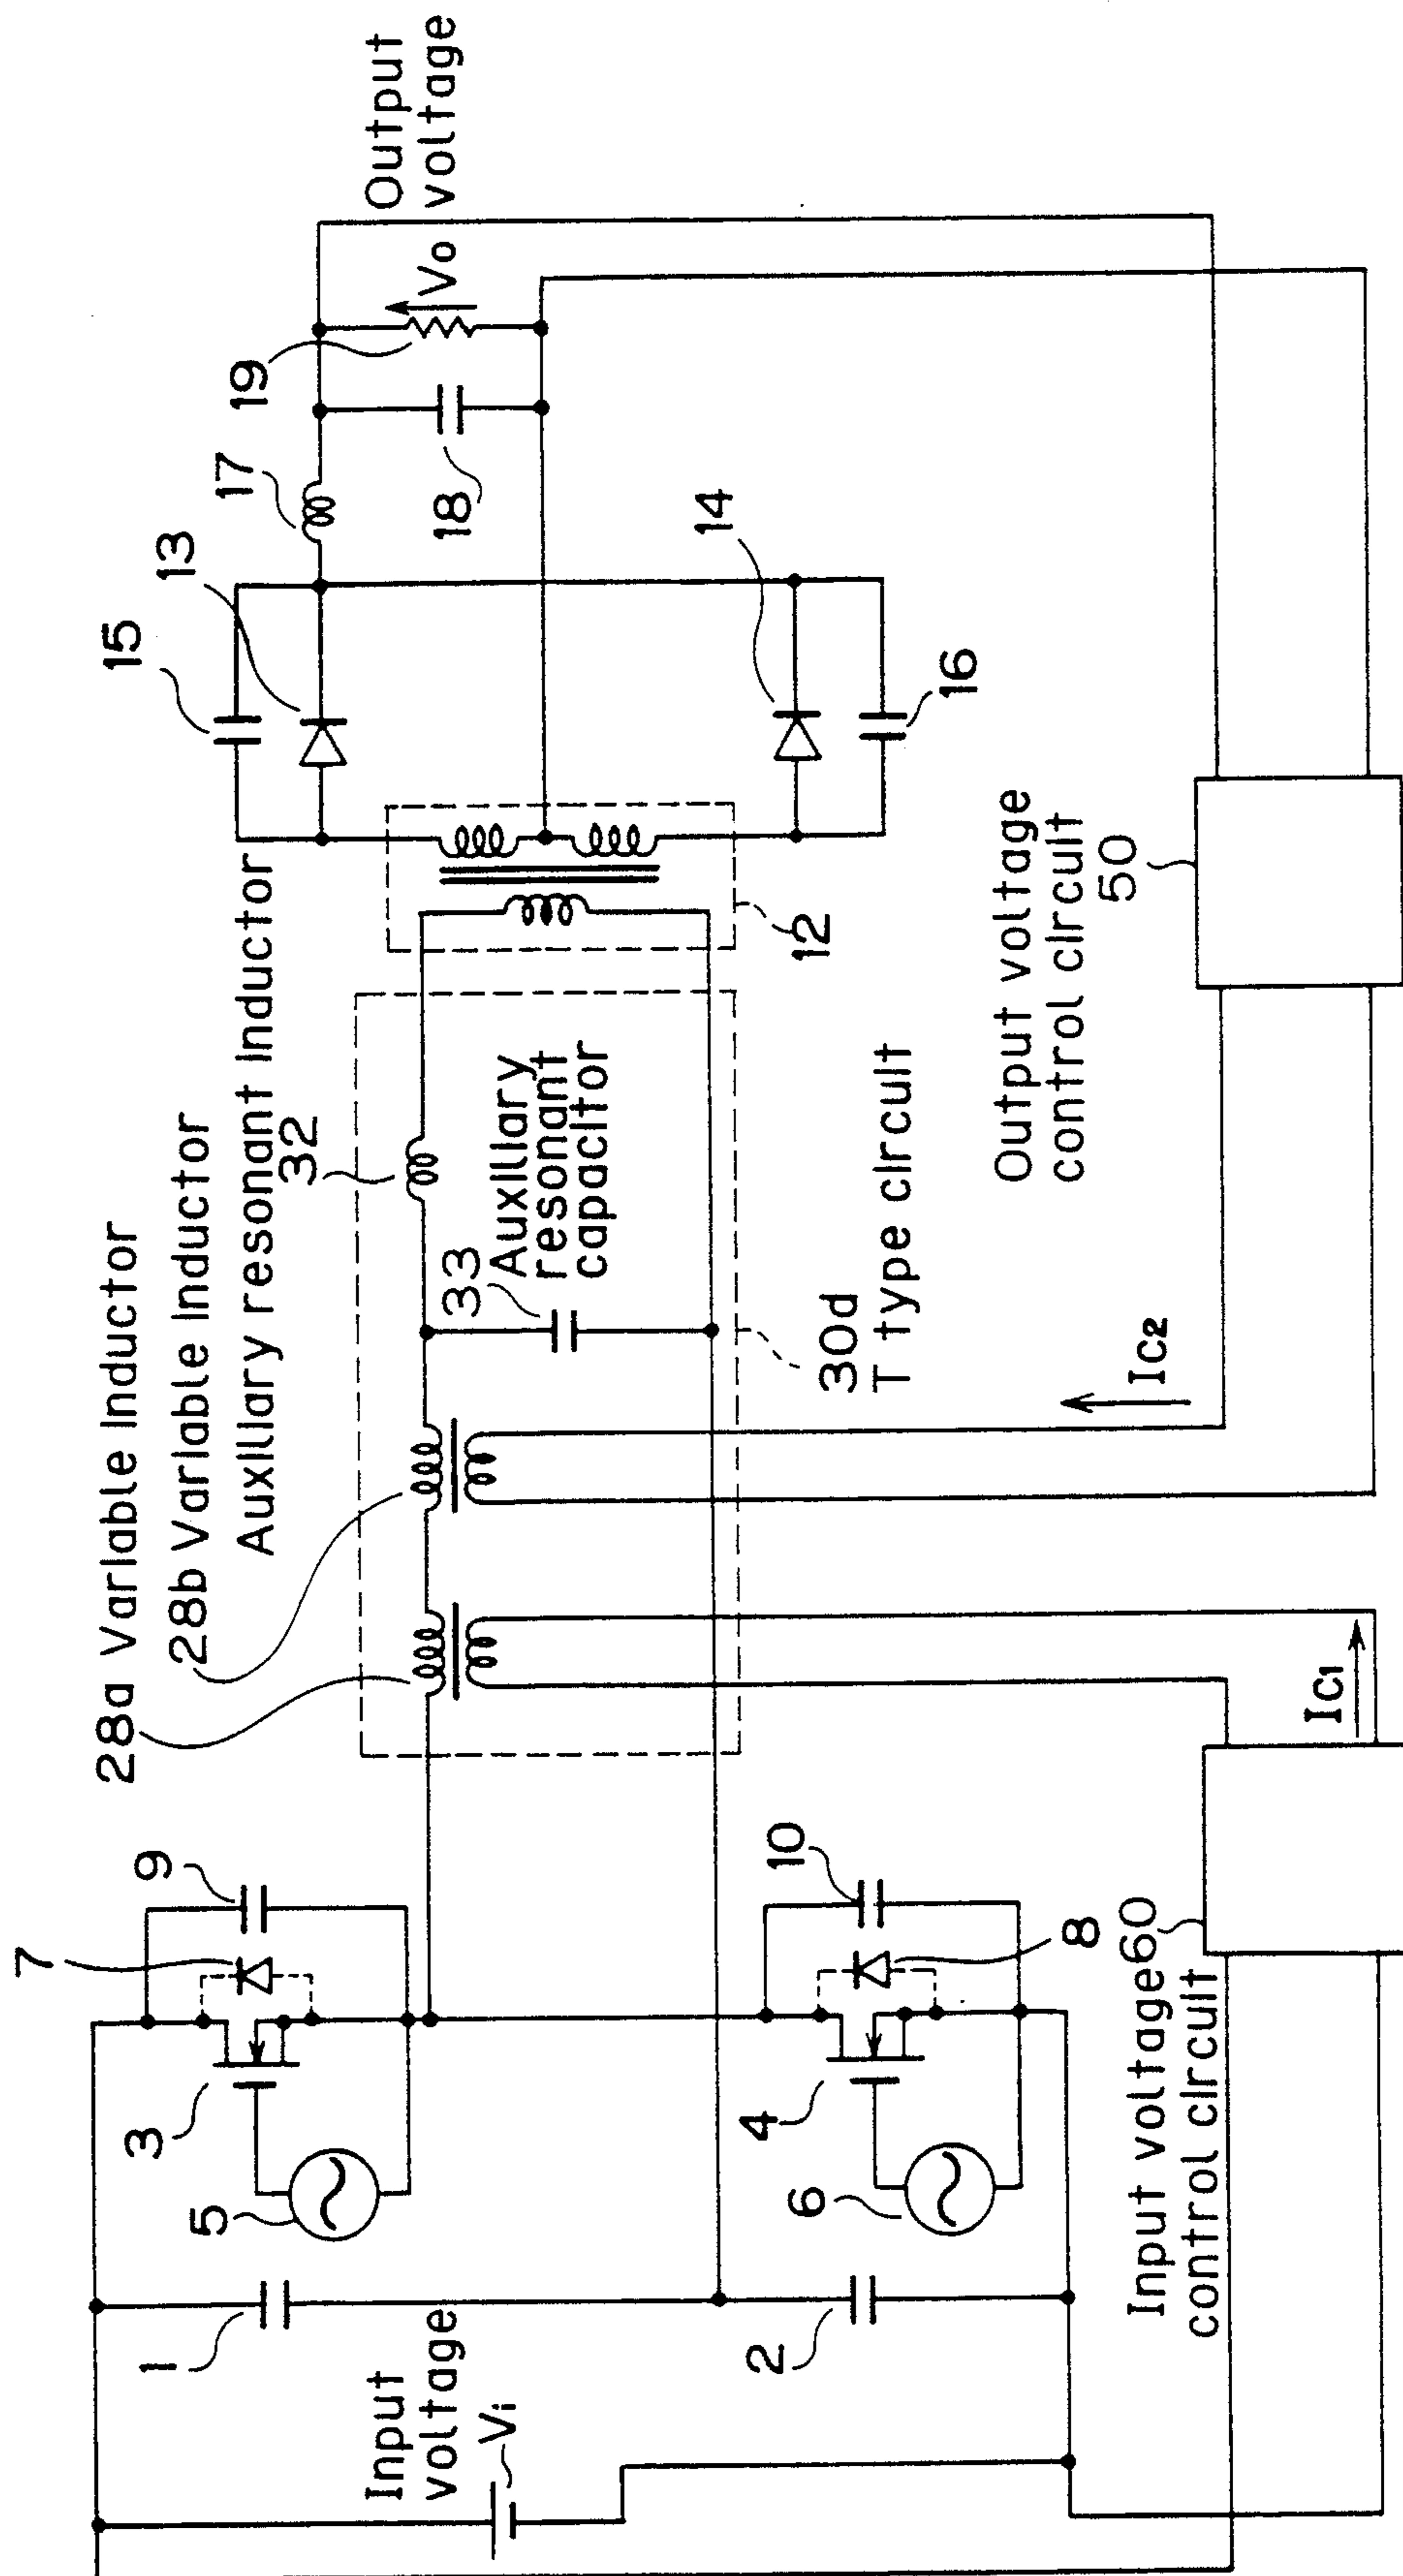 28a Variable Inductor
28b Variable Inductor
Auxiliary resonant Inductor
32
33
Auxiliary
resonant
capacitor
30d
T type circuit
Input
voltage
Vi
1
2
3
4
5
6
7
8
9
10
12
13
14
15
16
17
18
19
Vo
Output
voltage
Input voltage
control circuit
60
IC1
IC2
Output voltage
control circuit
50